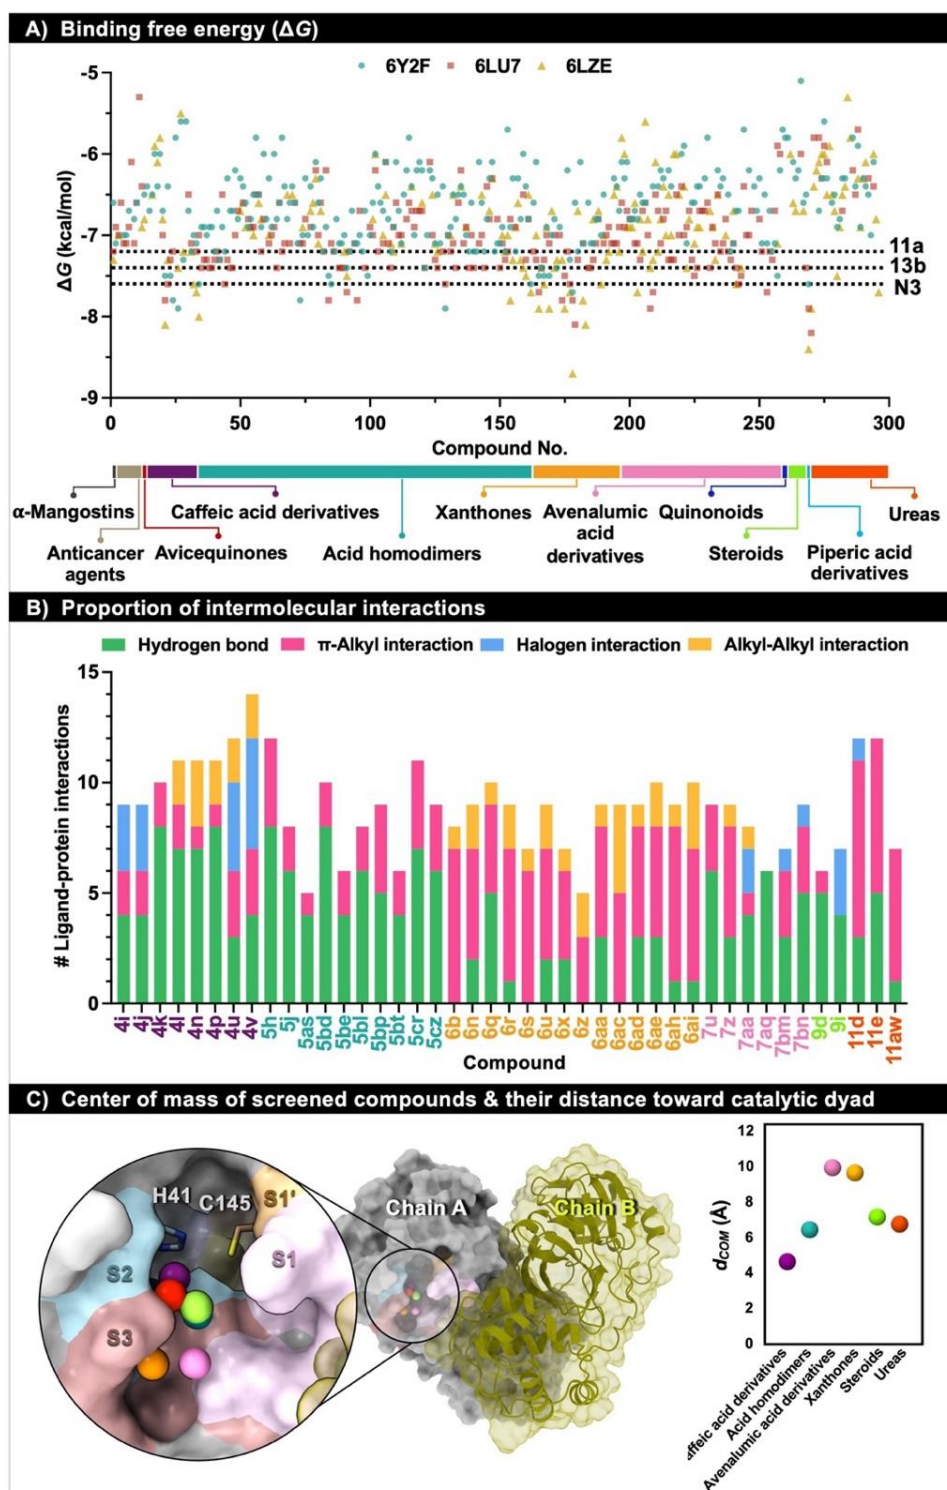 A) Binding free energy (ΔG)
6Y2F 6LU7 6LZE
-5
-6
-7
-8
-9
ΔG (kcal/mol)
11a
13b
N3
0 50 100 150 200 250 300
Compound No.
α-Mangostins Caffeic acid derivatives Xanthones Avenalumic acid derivatives Quinonoids Ureas
Anticancer agents Avicequinones Acid homodimers Steroids Piperic acid derivatives
B) Proportion of intermolecular interactions
Hydrogen bond π-Alkyl interaction Halogen interaction Alkyl-Alkyl interaction
15
10
5
0
# Ligand-protein interactions
4i 4j 4k 4l 4n 4p 4u 4v 5h 5j 5as 5bd 5be 5bl 5bp 5bt 5cr 5cz 6b 6n 6q 6r 6s 6u 6x 6z 6aa 6ac 6ad 6ae 6ah 6ai 7u 7z 7aa 7aq 7bm 7bn 9d 9i 11d 11e 11aw
Compound
C) Center of mass of screened compounds & their distance toward catalytic dyad
H41 C145 S1'
S2 S1
S3
Chain A Chain B
12
10
8
6
4
2
0
dCOM (Å)
affeic acid derivatives
Acid homodimers
Avenalumic acid derivatives
Xanthones
Steroids
Ureas